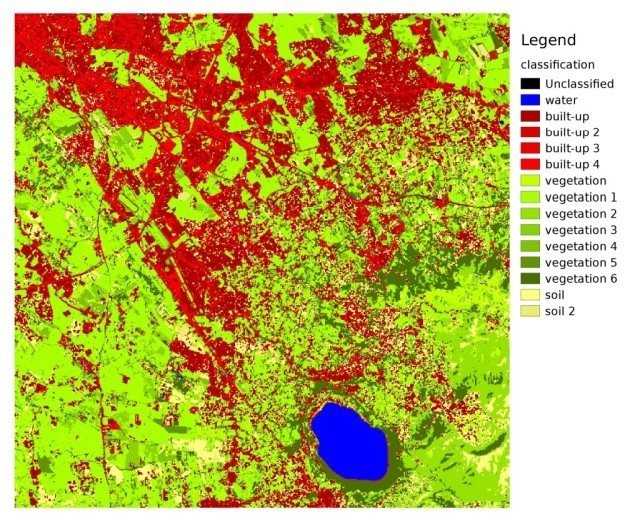 Legend
classification
Unclassified
water
built-up
built-up 2
built-up 3
built-up 4
vegetation
vegetation 1
vegetation 2
vegetation 3
vegetation 4
vegetation 5
vegetation 6
soil
soil 2